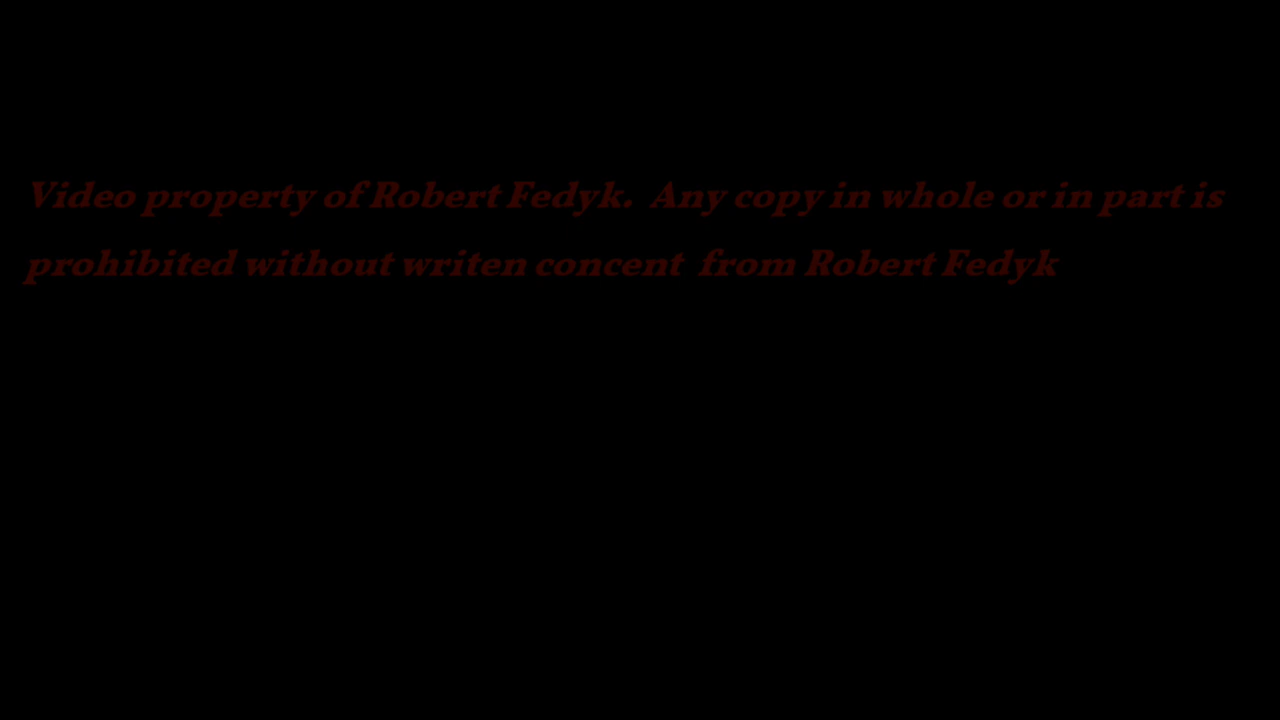 Video property of Robert Fedyk.  Any copy in whole or in part is
prohibited without writen concent  from Robert Fedyk